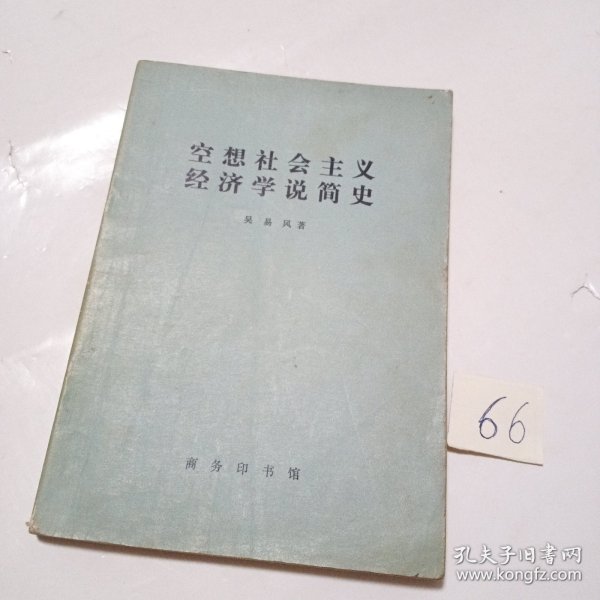 空想社会主义
经济学说简史
吴易风著
商务印书馆
66
孔夫子旧书网
www.kongfz.com